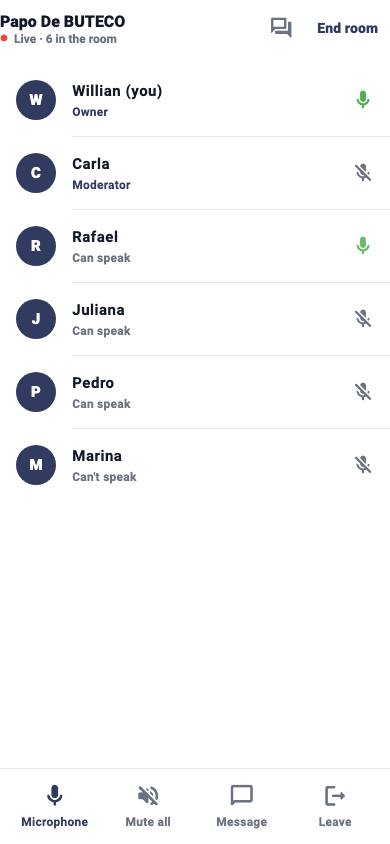 Papo De BUTECO
Live · 6 in the room
End room
W
Willian (you)
Owner
C
Carla
Moderator
R
Rafael
Can speak
J
Juliana
Can speak
P
Pedro
Can speak
M
Marina
Can't speak
Microphone
Mute all
Message
Leave